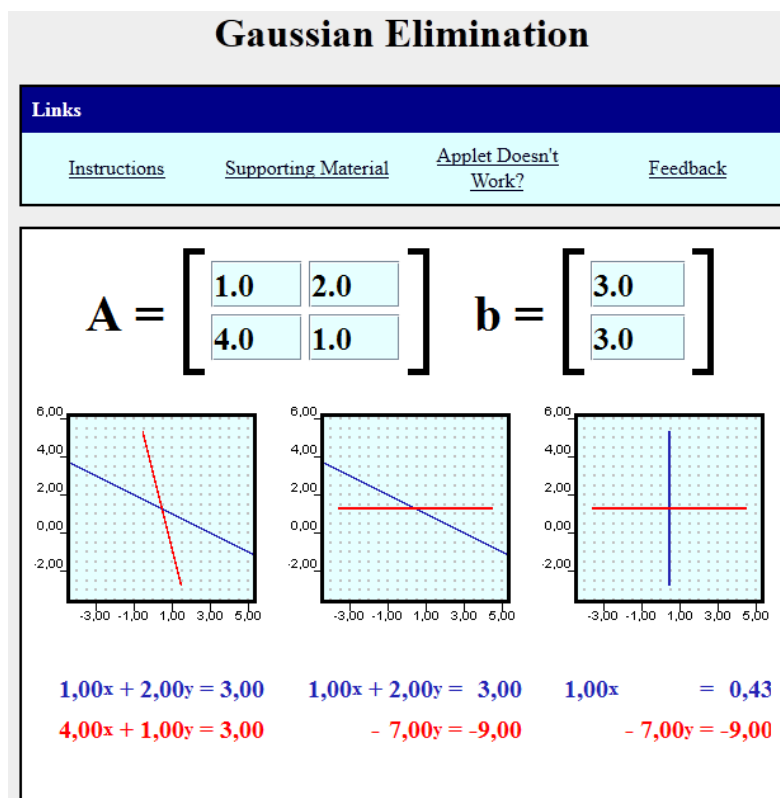 Gaussian Elimination
Links
Instructions Supporting Material Applet Doesn't Work? Feedback
A = 1.0 2.0 b = 3.0
4.0 1.0 3.0
6,00 6,00 6,00
4,00 4,00 4,00
2,00 2,00 2,00
0,00 0,00 0,00
-2,00 -2,00 -2,00
-3,00 -1,00 1,00 3,00 5,00 -3,00 -1,00 1,00 3,00 5,00 -3,00 -1,00 1,00 3,00 5,00
1,00x + 2,00y = 3,00 1,00x + 2,00y = 3,00 1,00x = 0,43
4,00x + 1,00y = 3,00 - 7,00y = -9,00 - 7,00y = -9,00